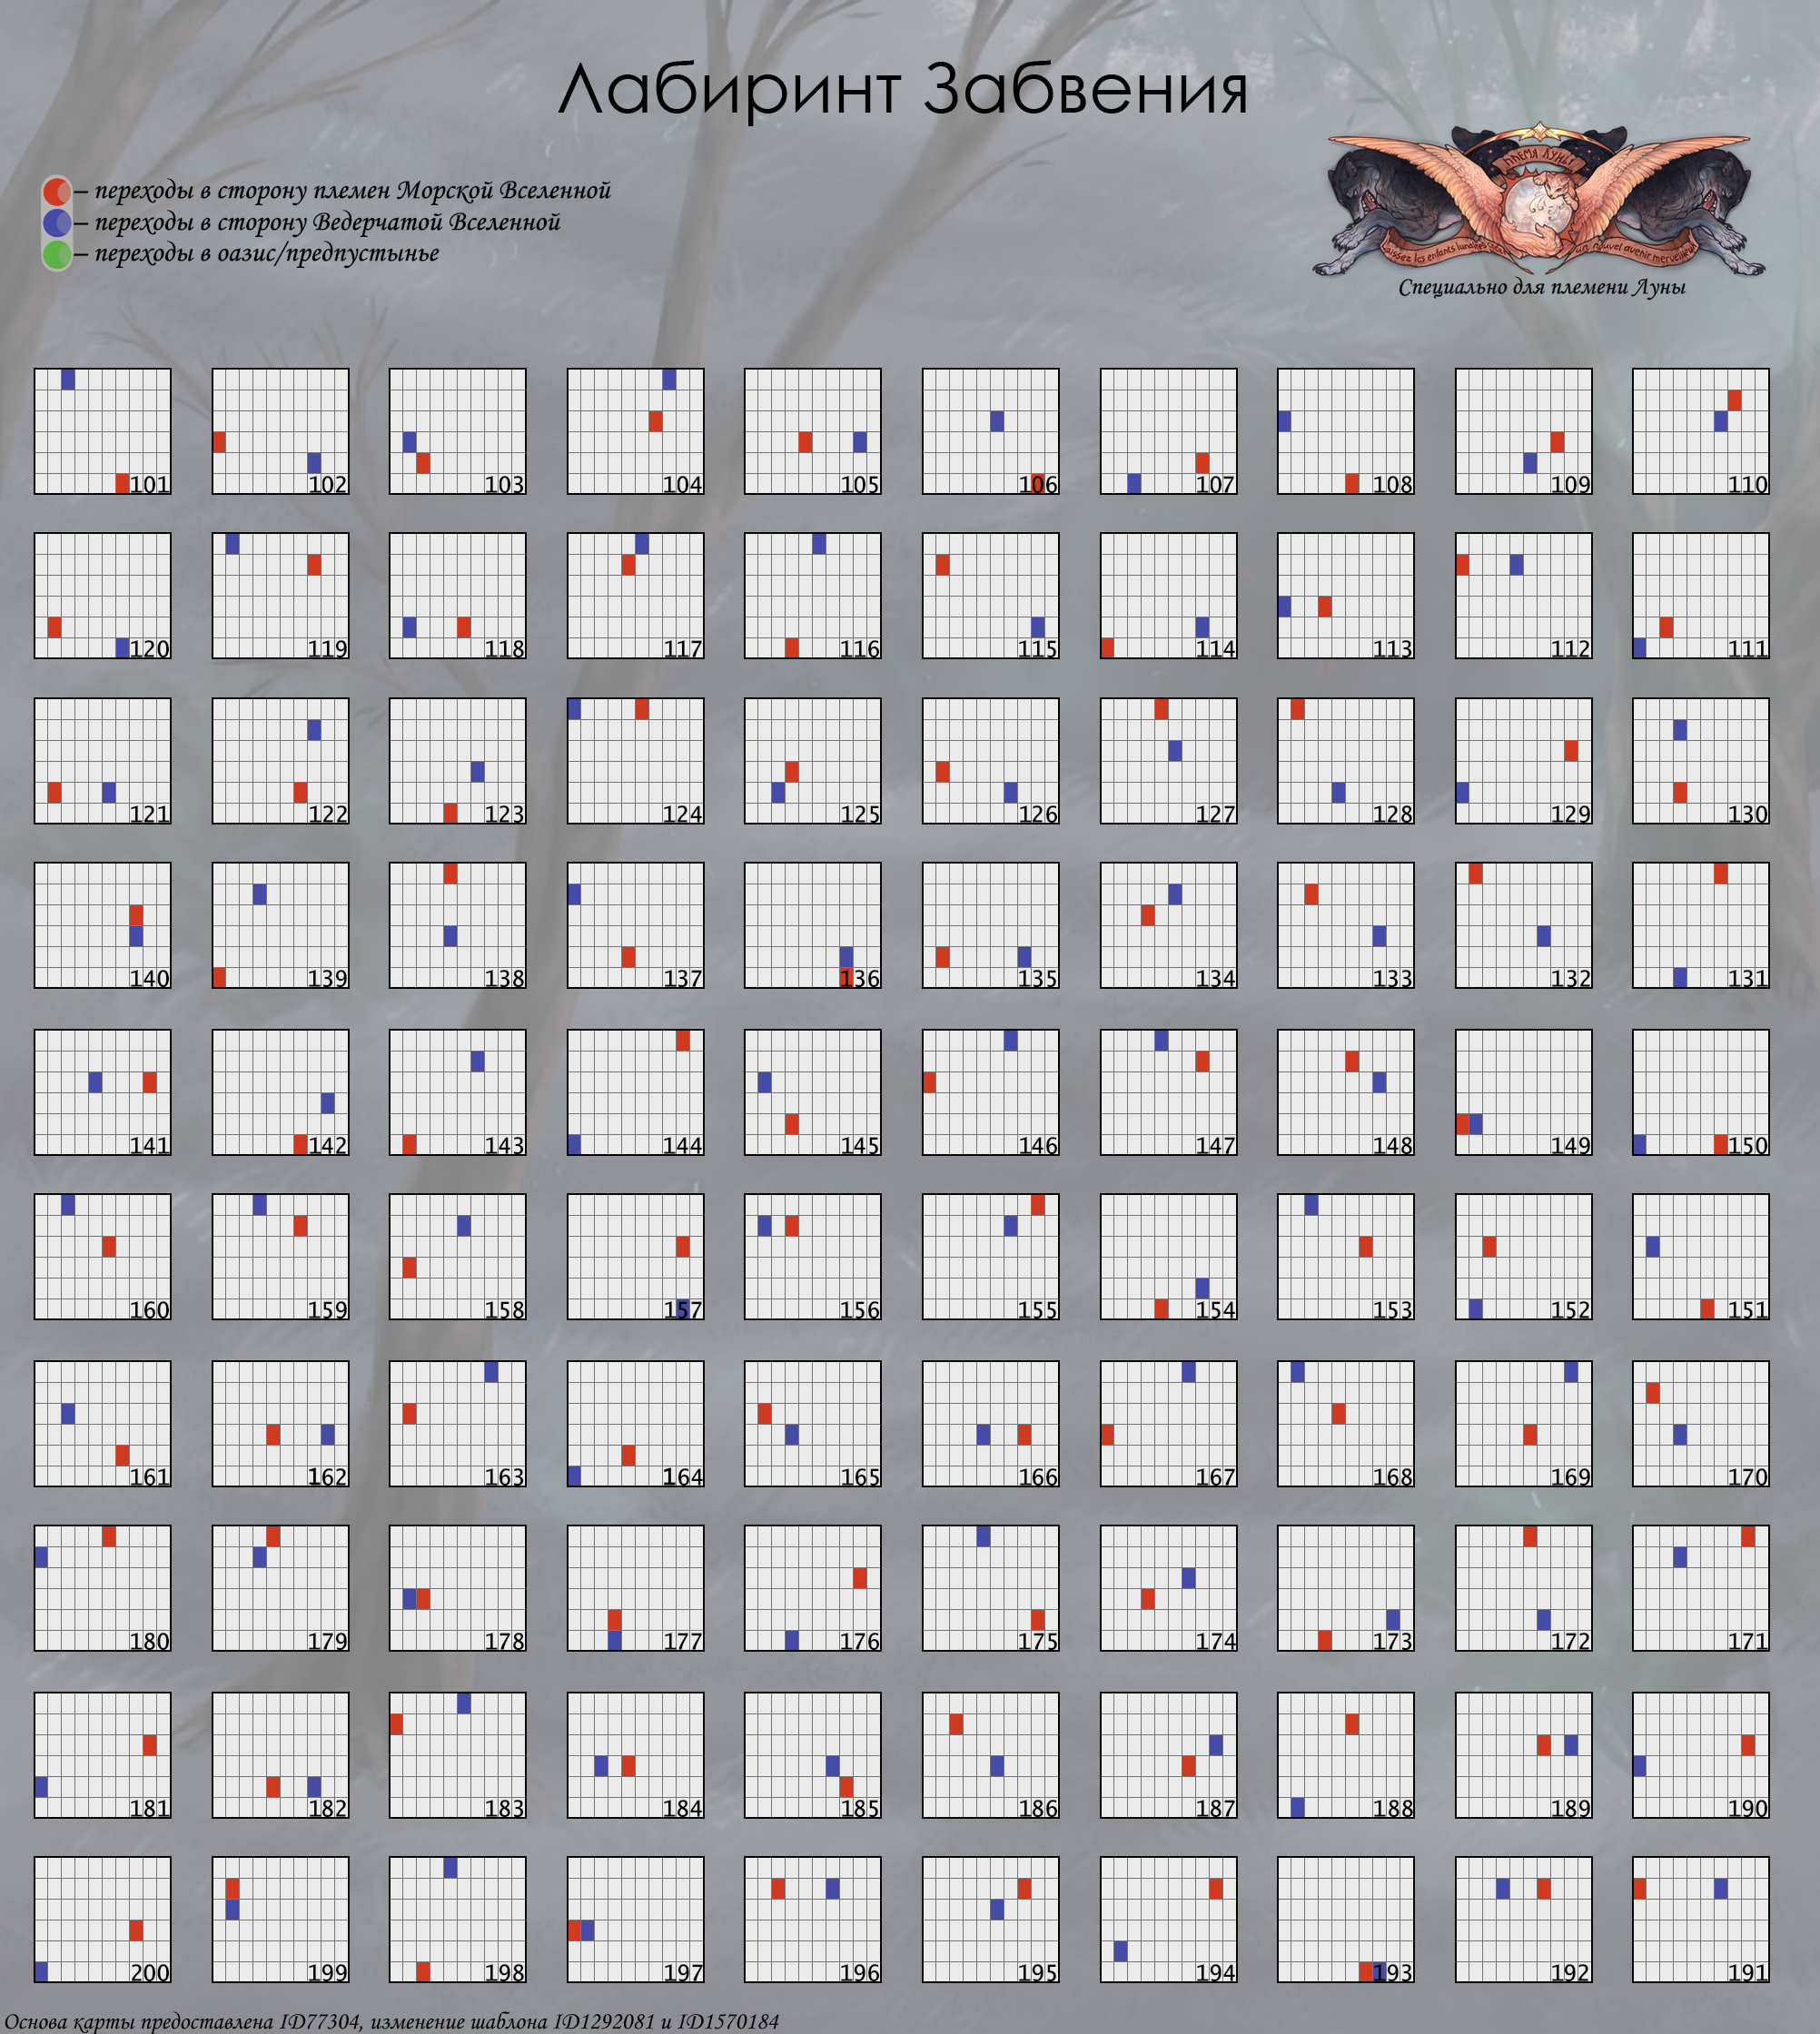 Лабиринт Забвения
ПЛЕМЯ ЛУНЫ
– переходы в сторону племен Морской Вселенной
– переходы в сторону Ведерчатой Вселенной
– переходы в оазис/предпустынье
laissez les enfants lunaires
un nouvel avenir merveilleux
Специально для племени Луны
101 102 103 104 105 106 107 108 109 110
120 119 118 117 116 115 114 113 112 111
121 122 123 124 125 126 127 128 129 130
140 139 138 137 136 135 134 133 132 131
141 142 143 144 145 146 147 148 149 150
160 159 158 157 156 155 154 153 152 151
161 162 163 164 165 166 167 168 169 170
180 179 178 177 176 175 174 173 172 171
181 182 183 184 185 186 187 188 189 190
200 199 198 197 196 195 194 193 192 191
Основа карты предоставлена ID77304, изменение шаблона ID1292081 и ID1570184